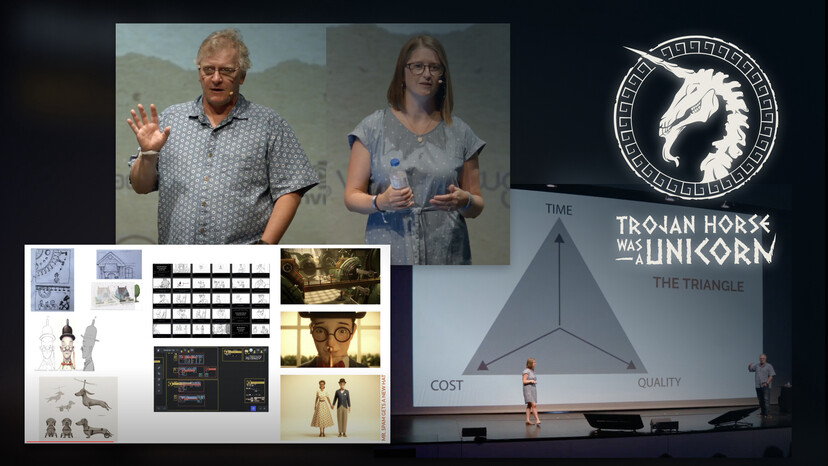 TROJAN HORSE
WAS
A
UNICORN
TIME
THE TRIANGLE
COST
QUALITY
MR. SPAM GETS A NEW HAT